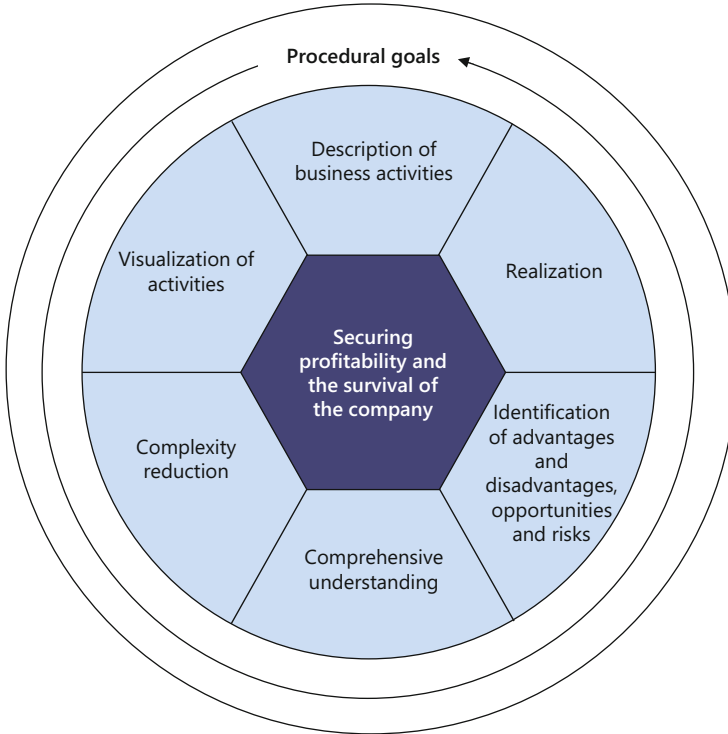 Procedural goals
Description of
business activities
Visualization of
activities
Realization
Securing
profitability and
the survival of
the company
Complexity
reduction
Identification
of advantages
and
disadvantages,
opportunities
and risks
Comprehensive
understanding